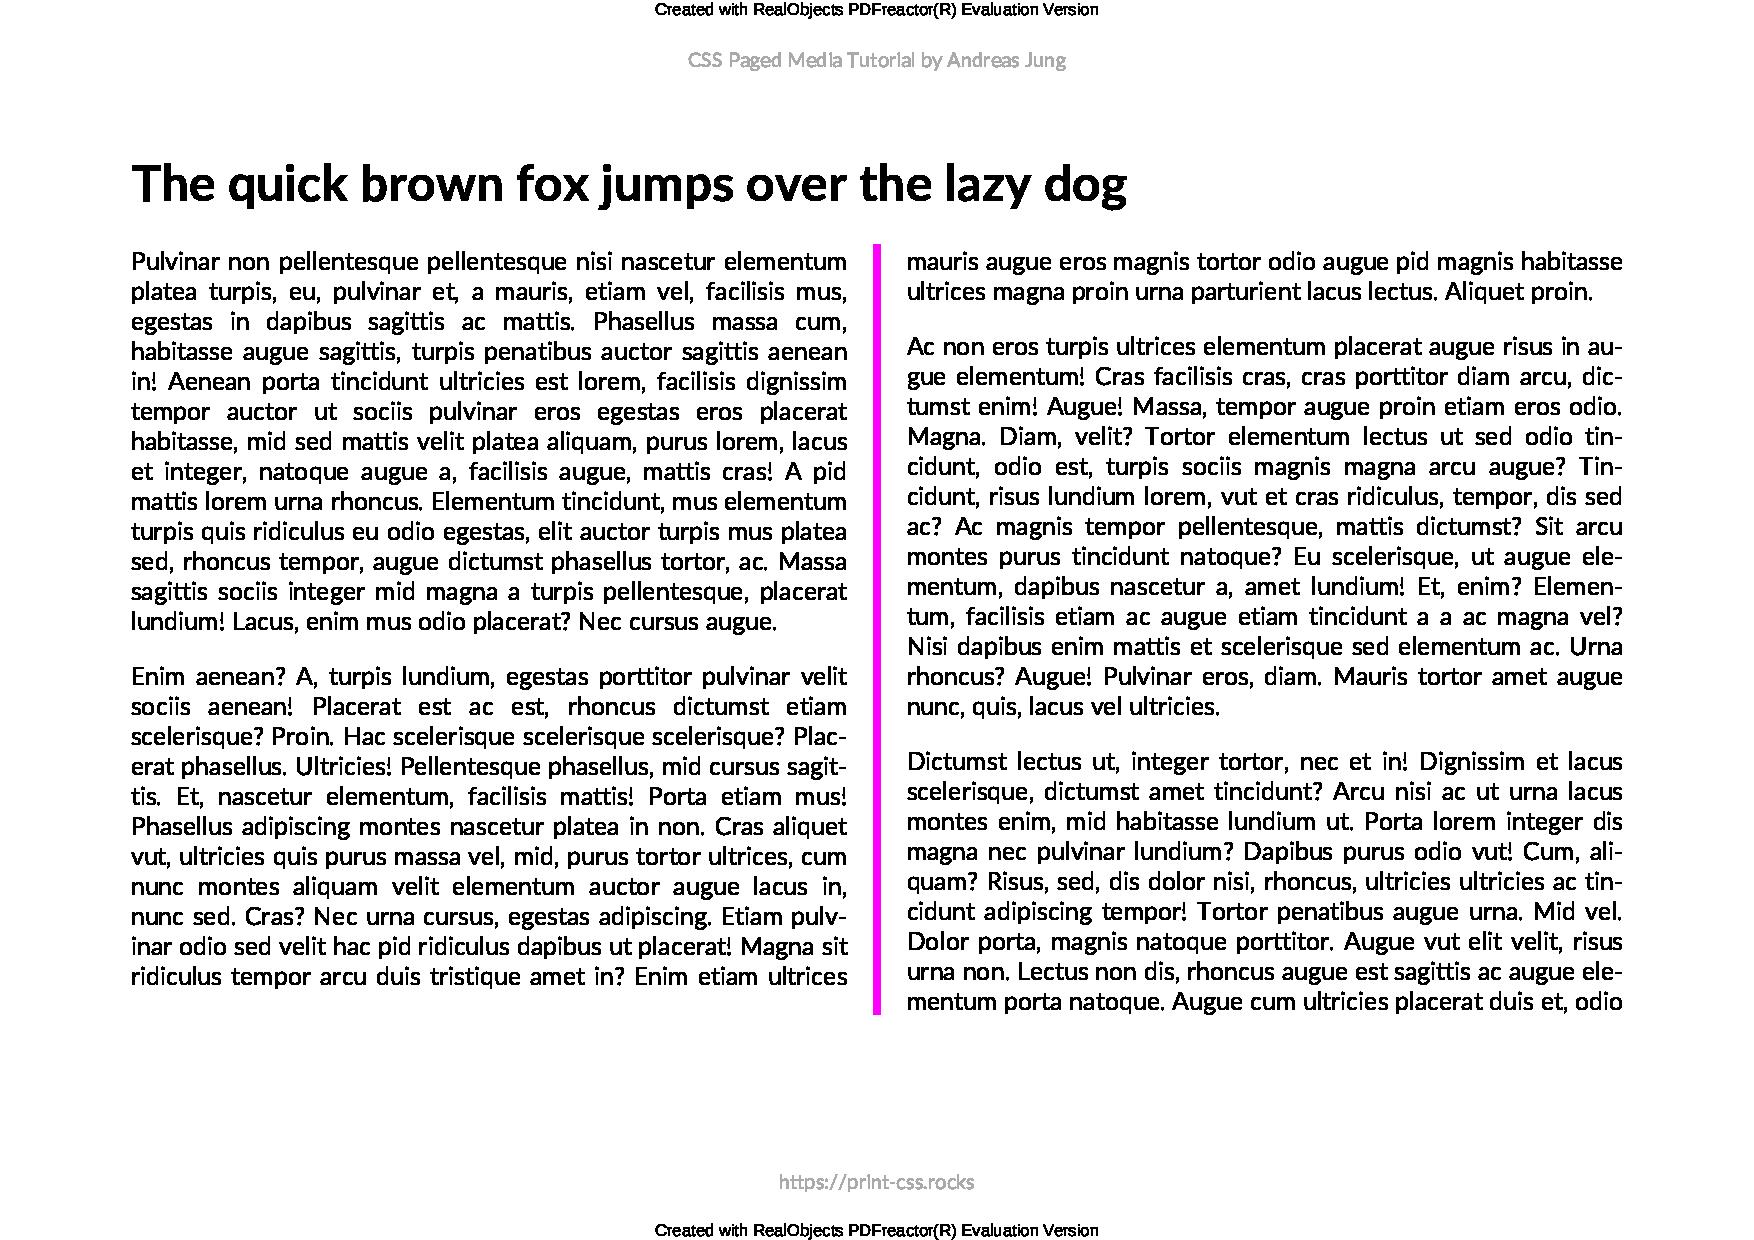 Created with RealObjects PDFreactor(R) Evaluation Version
CSS Paged Media Tutorial by Andreas Jung
The quick brown fox jumps over the lazy dog
Pulvinar non pellentesque pellentesque nisi nascetur elementum
platea turpis, eu, pulvinar et, a mauris, etiam vel, facilisis mus,
egestas in dapibus sagittis ac mattis. Phasellus massa cum,
habitasse augue sagittis, turpis penatibus auctor sagittis aenean
in! Aenean porta tincidunt ultricies est lorem, facilisis dignissim
tempor auctor ut sociis pulvinar eros egestas eros placerat
habitasse, mid sed mattis velit platea aliquam, purus lorem, lacus
et integer, natoque augue a, facilisis augue, mattis cras! A pid
mattis lorem urna rhoncus. Elementum tincidunt, mus elementum
turpis quis ridiculus eu odio egestas, elit auctor turpis mus platea
sed, rhoncus tempor, augue dictumst phasellus tortor, ac. Massa
sagittis sociis integer mid magna a turpis pellentesque, placerat
lundium! Lacus, enim mus odio placerat? Nec cursus augue.
Enim aenean? A, turpis lundium, egestas porttitor pulvinar velit
sociis aenean! Placerat est ac est, rhoncus dictumst etiam
scelerisque? Proin. Hac scelerisque scelerisque scelerisque? Plac-
erat phasellus. Ultricies! Pellentesque phasellus, mid cursus sagit-
tis. Et, nascetur elementum, facilisis mattis! Porta etiam mus!
Phasellus adipiscing montes nascetur platea in non. Cras aliquet
vut, ultricies quis purus massa vel, mid, purus tortor ultrices, cum
nunc montes aliquam velit elementum auctor augue lacus in,
nunc sed. Cras? Nec urna cursus, egestas adipiscing. Etiam pulv-
inar odio sed velit hac pid ridiculus dapibus ut placerat! Magna sit
ridiculus tempor arcu duis tristique amet in? Enim etiam ultrices
mauris augue eros magnis tortor odio augue pid magnis habitasse
ultrices magna proin urna parturient lacus lectus. Aliquet proin.
Ac non eros turpis ultrices elementum placerat augue risus in au-
gue elementum! Cras facilisis cras, cras porttitor diam arcu, dic-
tumst enim! Augue! Massa, tempor augue proin etiam eros odio.
Magna. Diam, velit? Tortor elementum lectus ut sed odio tin-
cidunt, odio est, turpis sociis magnis magna arcu augue? Tin-
cidunt, risus lundium lorem, vut et cras ridiculus, tempor, dis sed
ac? Ac magnis tempor pellentesque, mattis dictumst? Sit arcu
montes purus tincidunt natoque? Eu scelerisque, ut augue ele-
mentum, dapibus nascetur a, amet lundium! Et, enim? Elemen-
tum, facilisis etiam ac augue etiam tincidunt a a ac magna vel?
Nisi dapibus enim mattis et scelerisque sed elementum ac. Urna
rhoncus? Augue! Pulvinar eros, diam. Mauris tortor amet augue
nunc, quis, lacus vel ultricies.
Dictumst lectus ut, integer tortor, nec et in! Dignissim et lacus
scelerisque, dictumst amet tincidunt? Arcu nisi ac ut urna lacus
montes enim, mid habitasse lundium ut. Porta lorem integer dis
magna nec pulvinar lundium? Dapibus purus odio vut! Cum, ali-
quam? Risus, sed, dis dolor nisi, rhoncus, ultricies ultricies ac tin-
cidunt adipiscing tempor! Tortor penatibus augue urna. Mid vel.
Dolor porta, magnis natoque porttitor. Augue vut elit velit, risus
urna non. Lectus non dis, rhoncus augue est sagittis ac augue ele-
mentum porta natoque. Augue cum ultricies placerat duis et, odio
https://print-css.rocks
Created with RealObjects PDFreactor(R) Evaluation Version